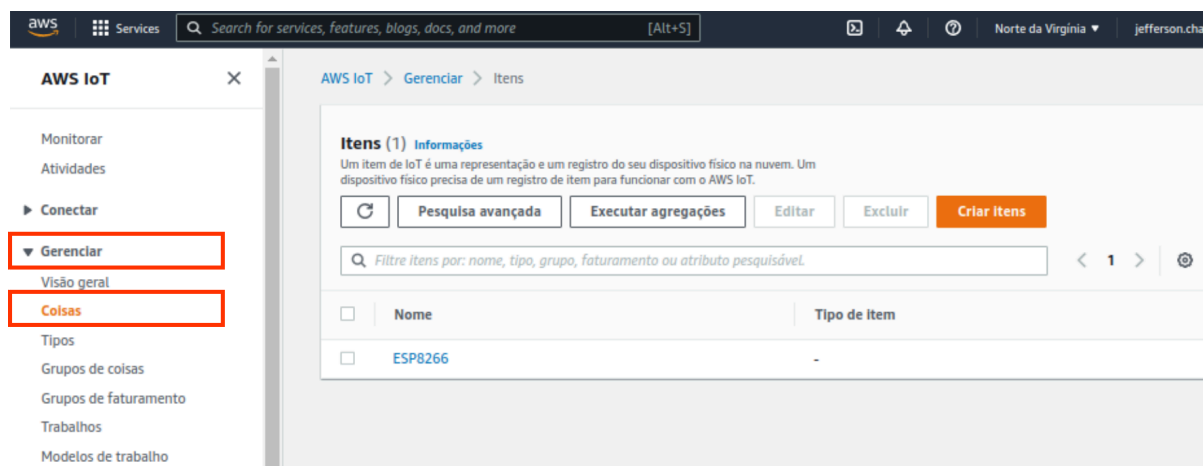 aws Services Search for services, features, blogs, docs, and more [Alt+S] Norte da Virgínia jefferson.cha
AWS IoT
Monitorar
Atividades
Conectar
Gerenciar
Visão geral
Coisas
Tipos
Grupos de coisas
Grupos de faturamento
Trabalhos
Modelos de trabalho
AWS IoT > Gerenciar > Itens
Itens (1) Informações
Um item de IoT é uma representação e um registro do seu dispositivo físico na nuvem. Um
dispositivo físico precisa de um registro de item para funcionar com o AWS IoT.
Pesquisa avançada Executar agregações Editar Excluir Criar itens
Filtre itens por: nome, tipo, grupo, faturamento ou atributo pesquisável.
< 1 >
Nome Tipo de item
ESP8266 -